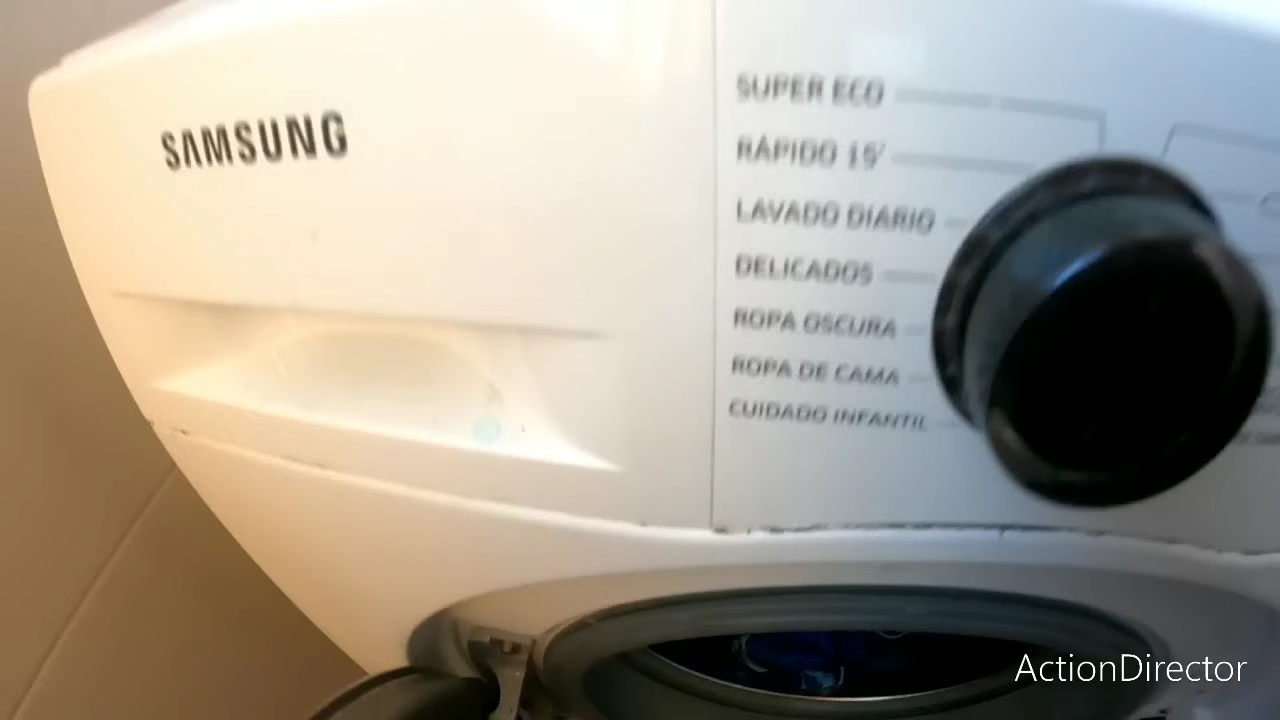 SAMSUNG
SUPER ECO
RÁPIDO 15'
LAVADO DIARIO
DELICADOS
ROPA OSCURA
ROPA DE CAMA
CUIDADO INFANTIL
ActionDirector